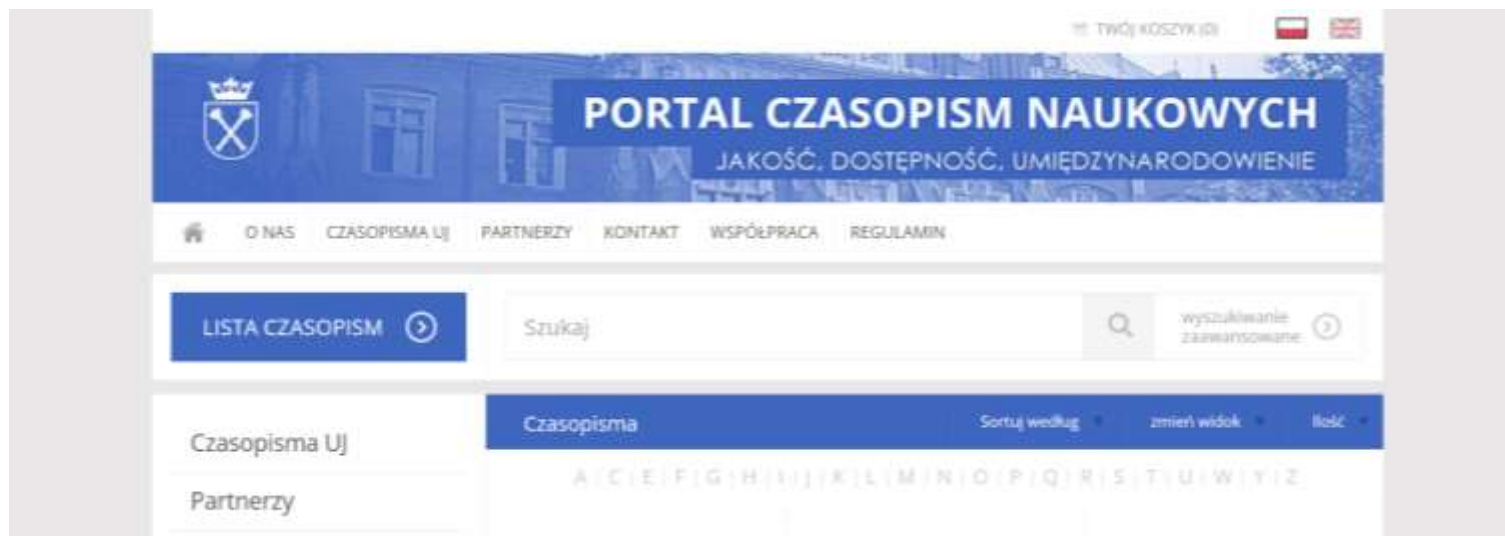 TWÓJ KOSZYK (0)
PORTAL CZASOPISM NAUKOWYCH
JAKOŚĆ, DOSTĘPNOŚĆ, UMIĘDZYNARODOWIENIE
O NAS CZASOPISMA UJ PARTNERZY KONTAKT WSPÓŁPRACA REGULAMIN
LISTA CZASOPISM
Szukaj
wyszukiwanie
zaawansowane
Czasopisma UJ
Partnerzy
Czasopisma Sortuj według zmień widok Ilość
A | C | E | F | G | H | I | J | K | L | M | N | O | P | Q | R | S | T | U | W | Y | Z